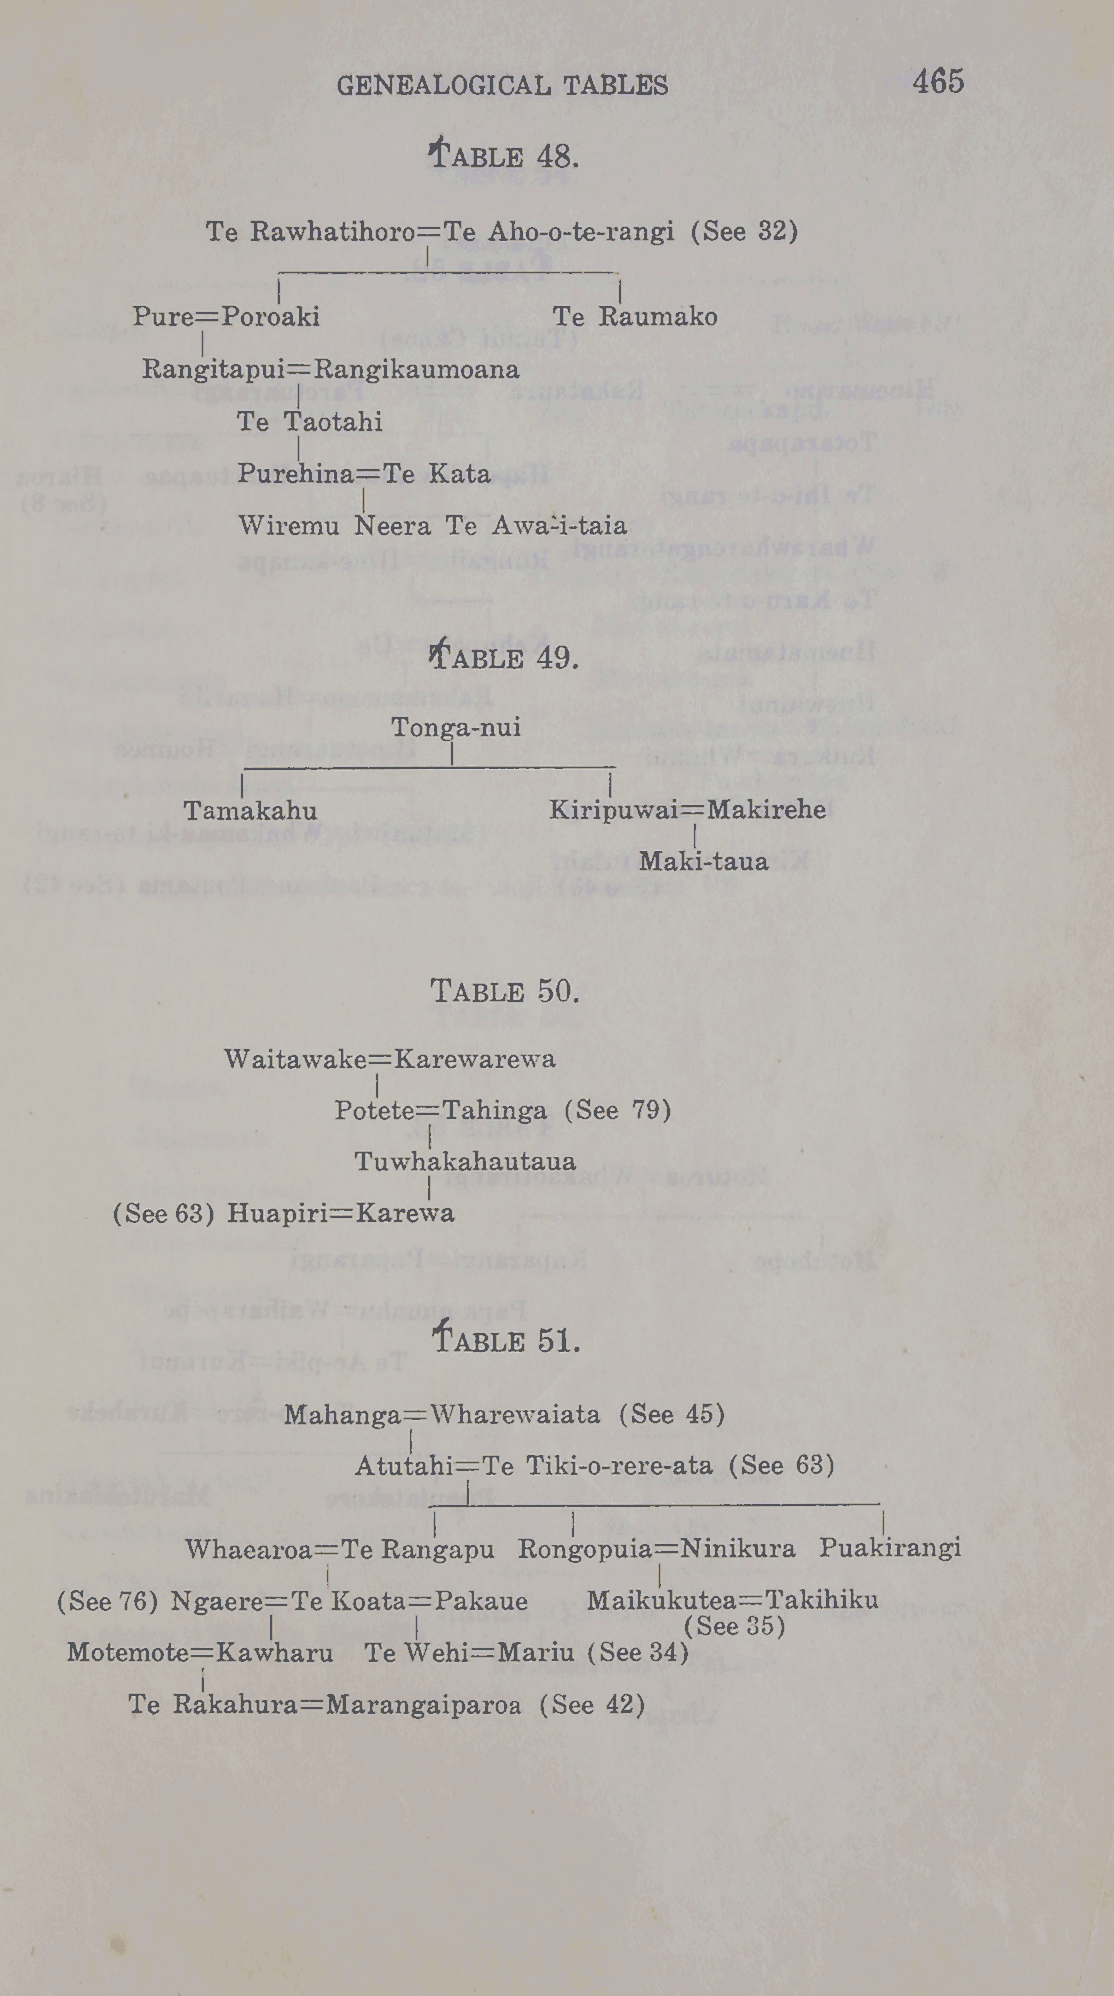 GENEALOGICAL TABLES 465
TABLE 48.
Te Rawhatihoro=Te Aho-o-te-rangi (See 32)
Pure=Poroaki Te Raumako
Rangitapui=Rangikaumoana
Te Taotahi
Purehina=Te Kata
Wiremu Neera Te Awa-i-taia
TABLE 49.
Tonga-nui
Tamakahu Kiripuwai=Makirehe
Maki-taua
TABLE 50.
Waitawake=Karewarewa
Potete=Tahinga (See 79)
Tuwhakahautaua
(See 63) Huapiri=Karewa
TABLE 51.
Mahanga=Wharewaiata (See 45)
Atutahi=Te Tiki-o-rere-ata (See 63)
Whaearoa=Te Rangapu Rongopuia=Ninikura Puakirangi
(See 76) Ngaere=Te Koata=Pakaue Maikukutea=Takihiku
(See 35)
Motemote=Kawharu Te Wehi=Mariu (See 34)
Te Rakahura=Marangaiparoa (See 42)